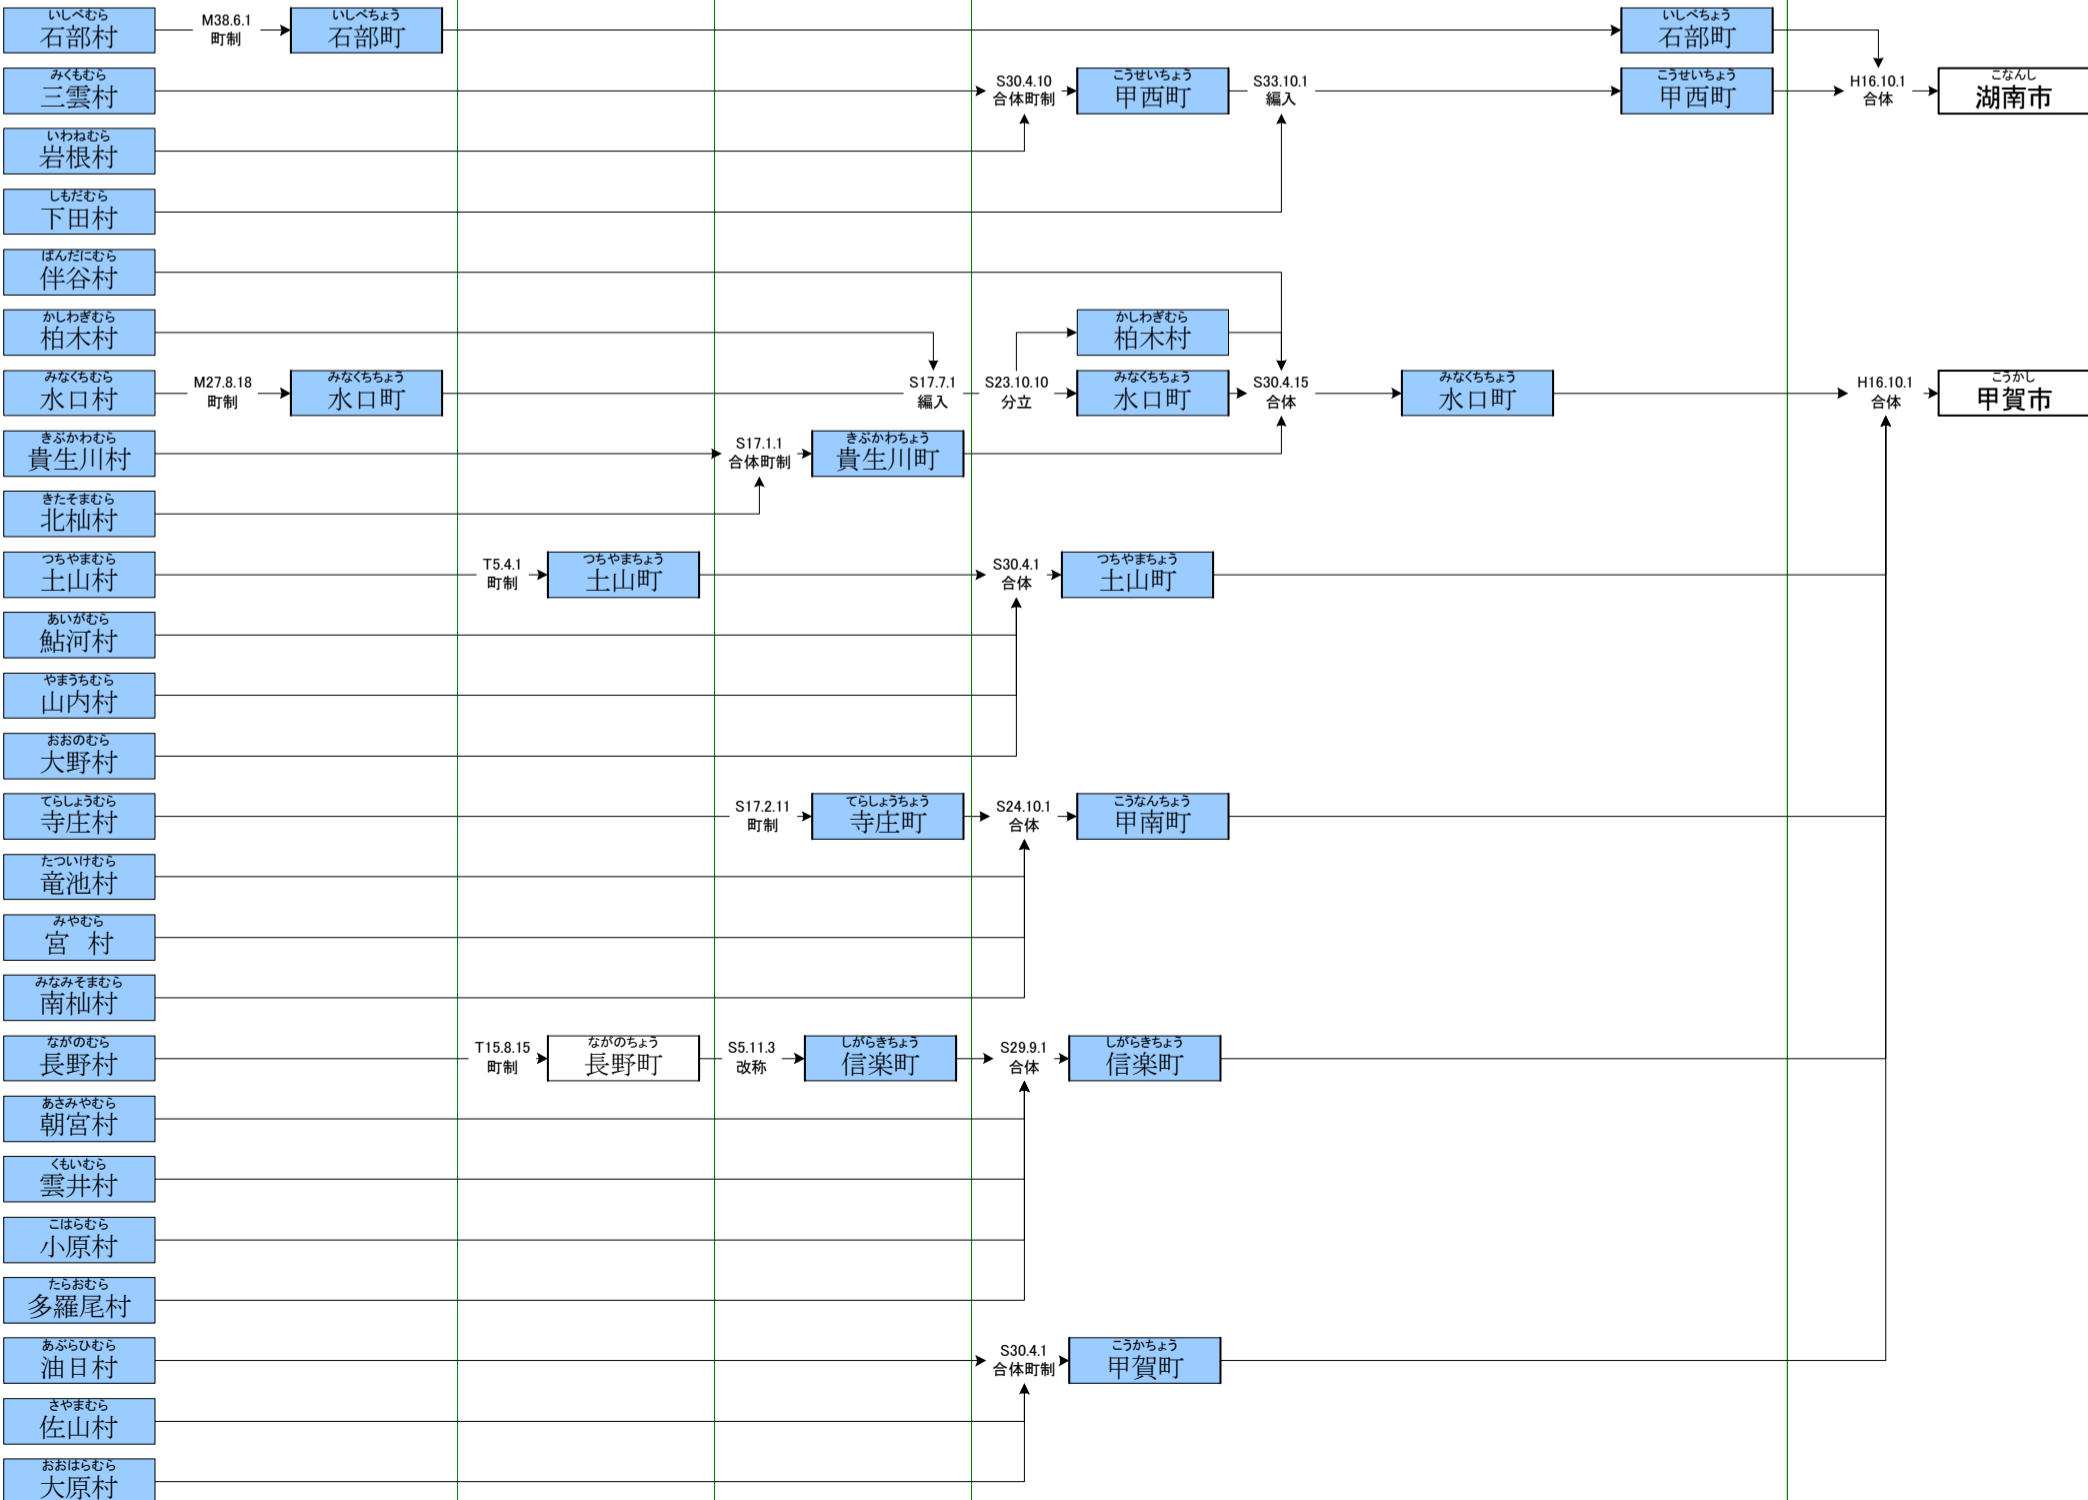 いしべむら
石部村
M38.6.1
町制
いしべちょう
石部町
いしべちょう
石部町
みくもむら
三雲村
S30.4.10
合体町制
こうせいちょう
甲西町
S33.10.1
編入
こうせいちょう
甲西町
H16.10.1
合体
こなんし
湖南市
いわねむら
岩根村
しもだむら
下田村
ばんだにむら
伴谷村
かしわぎむら
柏木村
かしわぎむら
柏木村
みなくちむら
水口村
M27.8.18
町制
みなくちちょう
水口町
S17.7.1
編入
S23.10.10
分立
みなくちちょう
水口町
S30.4.15
合体
みなくちちょう
水口町
H16.10.1
合体
こうかし
甲賀市
きぶかわむら
貴生川村
S17.1.1
合体町制
きぶかわちょう
貴生川町
きたそまむら
北杣村
つちやまむら
土山村
T5.4.1
町制
つちやまちょう
土山町
S30.4.1
合体
つちやまちょう
土山町
あいがむら
鮎河村
やまうちむら
山内村
おおのむら
大野村
てらしょうむら
寺庄村
S17.2.11
町制
てらしょうちょう
寺庄町
S24.10.1
合体
こうなんちょう
甲南町
たついけむら
竜池村
みやむら
宮 村
みなみそまむら
南杣村
ながのむら
長野村
T15.8.15
町制
ながのちょう
長野町
S5.11.3
改称
しがらきちょう
信楽町
S29.9.1
合体
しがらきちょう
信楽町
あさみやむら
朝宮村
くもいむら
雲井村
こはらむら
小原村
たらおむら
多羅尾村
あぶらひむら
油日村
S30.4.1
合体町制
こうかちょう
甲賀町
さやまむら
佐山村
おおはらむら
大原村